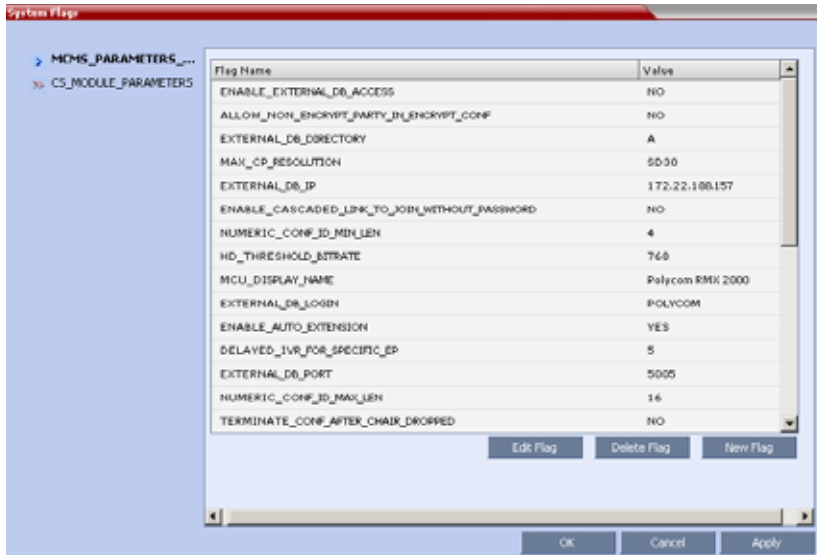 System Flags
MCMS_PARAMETERS_...
CS_MODULE_PARAMETERS
Flag Name Value
ENABLE_EXTERNAL_DB_ACCESS NO
ALLOW_NON_ENCRYPT_PARTY_IN_ENCRYPT_CONF NO
EXTERNAL_DB_DIRECTORY A
MAX_CP_RESOLUTION SD30
EXTERNAL_DB_IP 172.22.188.157
ENABLE_CASCADED_LINK_TO_JOIN_WITHOUT_PASSWORD NO
NUMERIC_CONF_ID_MIN_LEN 4
HD_THRESHOLD_BITRATE 768
MCU_DISPLAY_NAME Polycom RMX 2000
EXTERNAL_DB_LOGIN POLYCOM
ENABLE_AUTO_EXTENSION YES
DELAYED_IVR_FOR_SPECIFIC_EP 5
EXTERNAL_DB_PORT 5005
NUMERIC_CONF_ID_MAX_LEN 16
TERMINATE_CONF_AFTER_CHAIR_DROPPED NO
Edit Flag Delete Flag New Flag
OK Cancel Apply